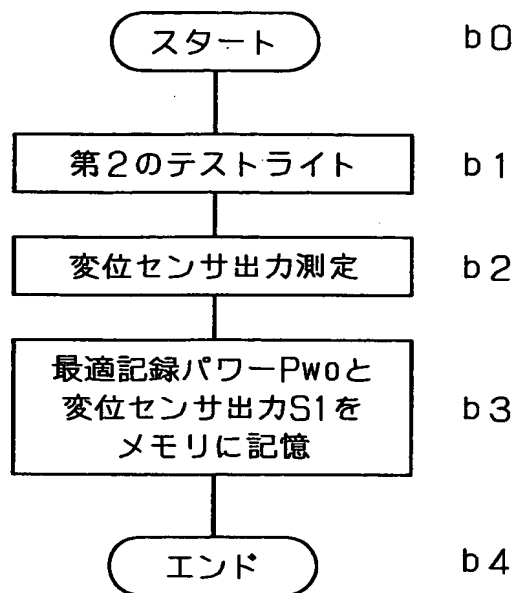 スタート b0
第2のテストライト b1
変位センサ出力測定 b2
最適記録パワーPwoと
変位センサ出力S1を b3
メモリに記憶
エンド b4